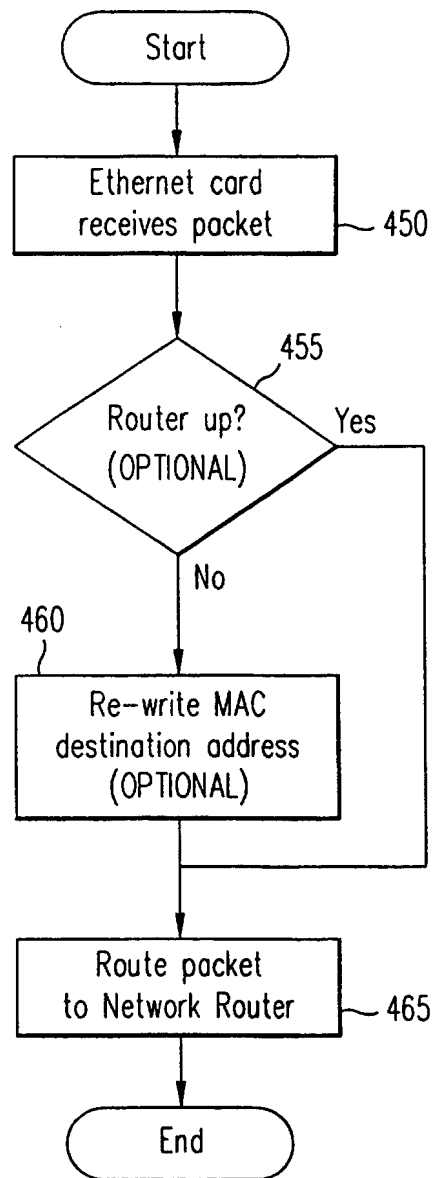 Start
Ethernet card
receives packet
450
455
Router up?
(OPTIONAL)
Yes
No
460
Re-write MAC
destination address
(OPTIONAL)
Route packet
to Network Router
465
End